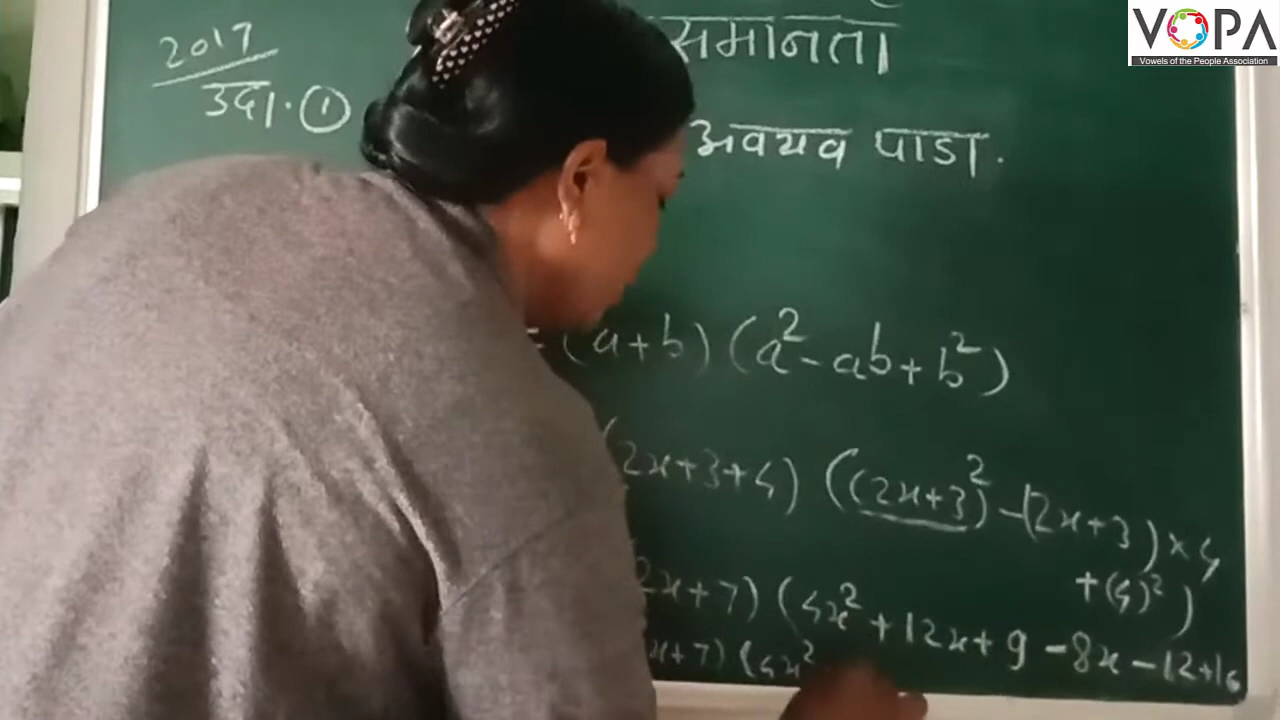 VOPA
Vowels of the People Association
समानता
2017
उदा. ①
अवयव पाडा.
= (a+b) (a²-ab+b²)
(2x+3+4) ((2x+3)² -(2x+3)×4
+(4)²)
2x+7) (4x² +12x+9 -8x -12+16
x+7) (4x²